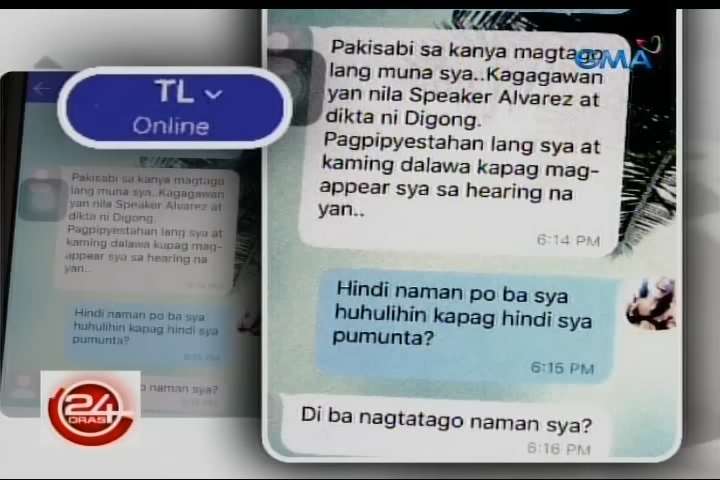 GMA
TL
Online
Pakisabi sa kanya magtago
lang muna sya..Kagagawan
yan nila Speaker Alvarez at
dikta ni Digong.
Pagpipyestahan lang sya at
kaming dalawa kapag mag-
appear sya sa hearing na
yan..
6:14 PM
Hindi naman po ba sya
huhulihin kapag hindi sya
pumunta?
6:15 PM
Di ba nagtatago naman sya?
6:16 PM
Pakisabi sa kanya magtago
lang muna sya..Kagagawan
yan nila Speaker Alvarez at
dikta ni Digong.
Pagpipyestahan lang sya at
kaming dalawa kapag mag-
appear sya sa hearing na
yan..
Hindi naman po ba sya
huhulihin kapag hindi sya
pumunta?
6:15 PM
o naman sya?
24
ORAS